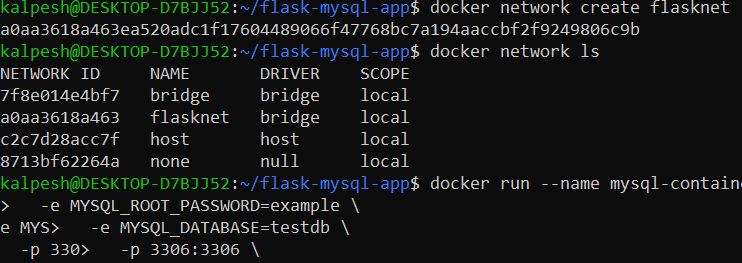 kalpesh@DESKTOP-D7BJJ52:~/flask-mysql-app$ docker network create flasknet
a0aa3618a463ea520adc1f17604489066f47768bc7a194aaccbf2f9249806c9b
kalpesh@DESKTOP-D7BJJ52:~/flask-mysql-app$ docker network ls
NETWORK ID     NAME       DRIVER    SCOPE
7f8e014e4bf7   bridge     bridge    local
a0aa3618a463   flasknet   bridge    local
c2c7d28acc7f   host       host      local
8713bf62264a   none       null      local
kalpesh@DESKTOP-D7BJJ52:~/flask-mysql-app$ docker run --name mysql-contain
>   -e MYSQL_ROOT_PASSWORD=example \
e MYS>   -e MYSQL_DATABASE=testdb \
  -p 330>   -p 3306:3306 \